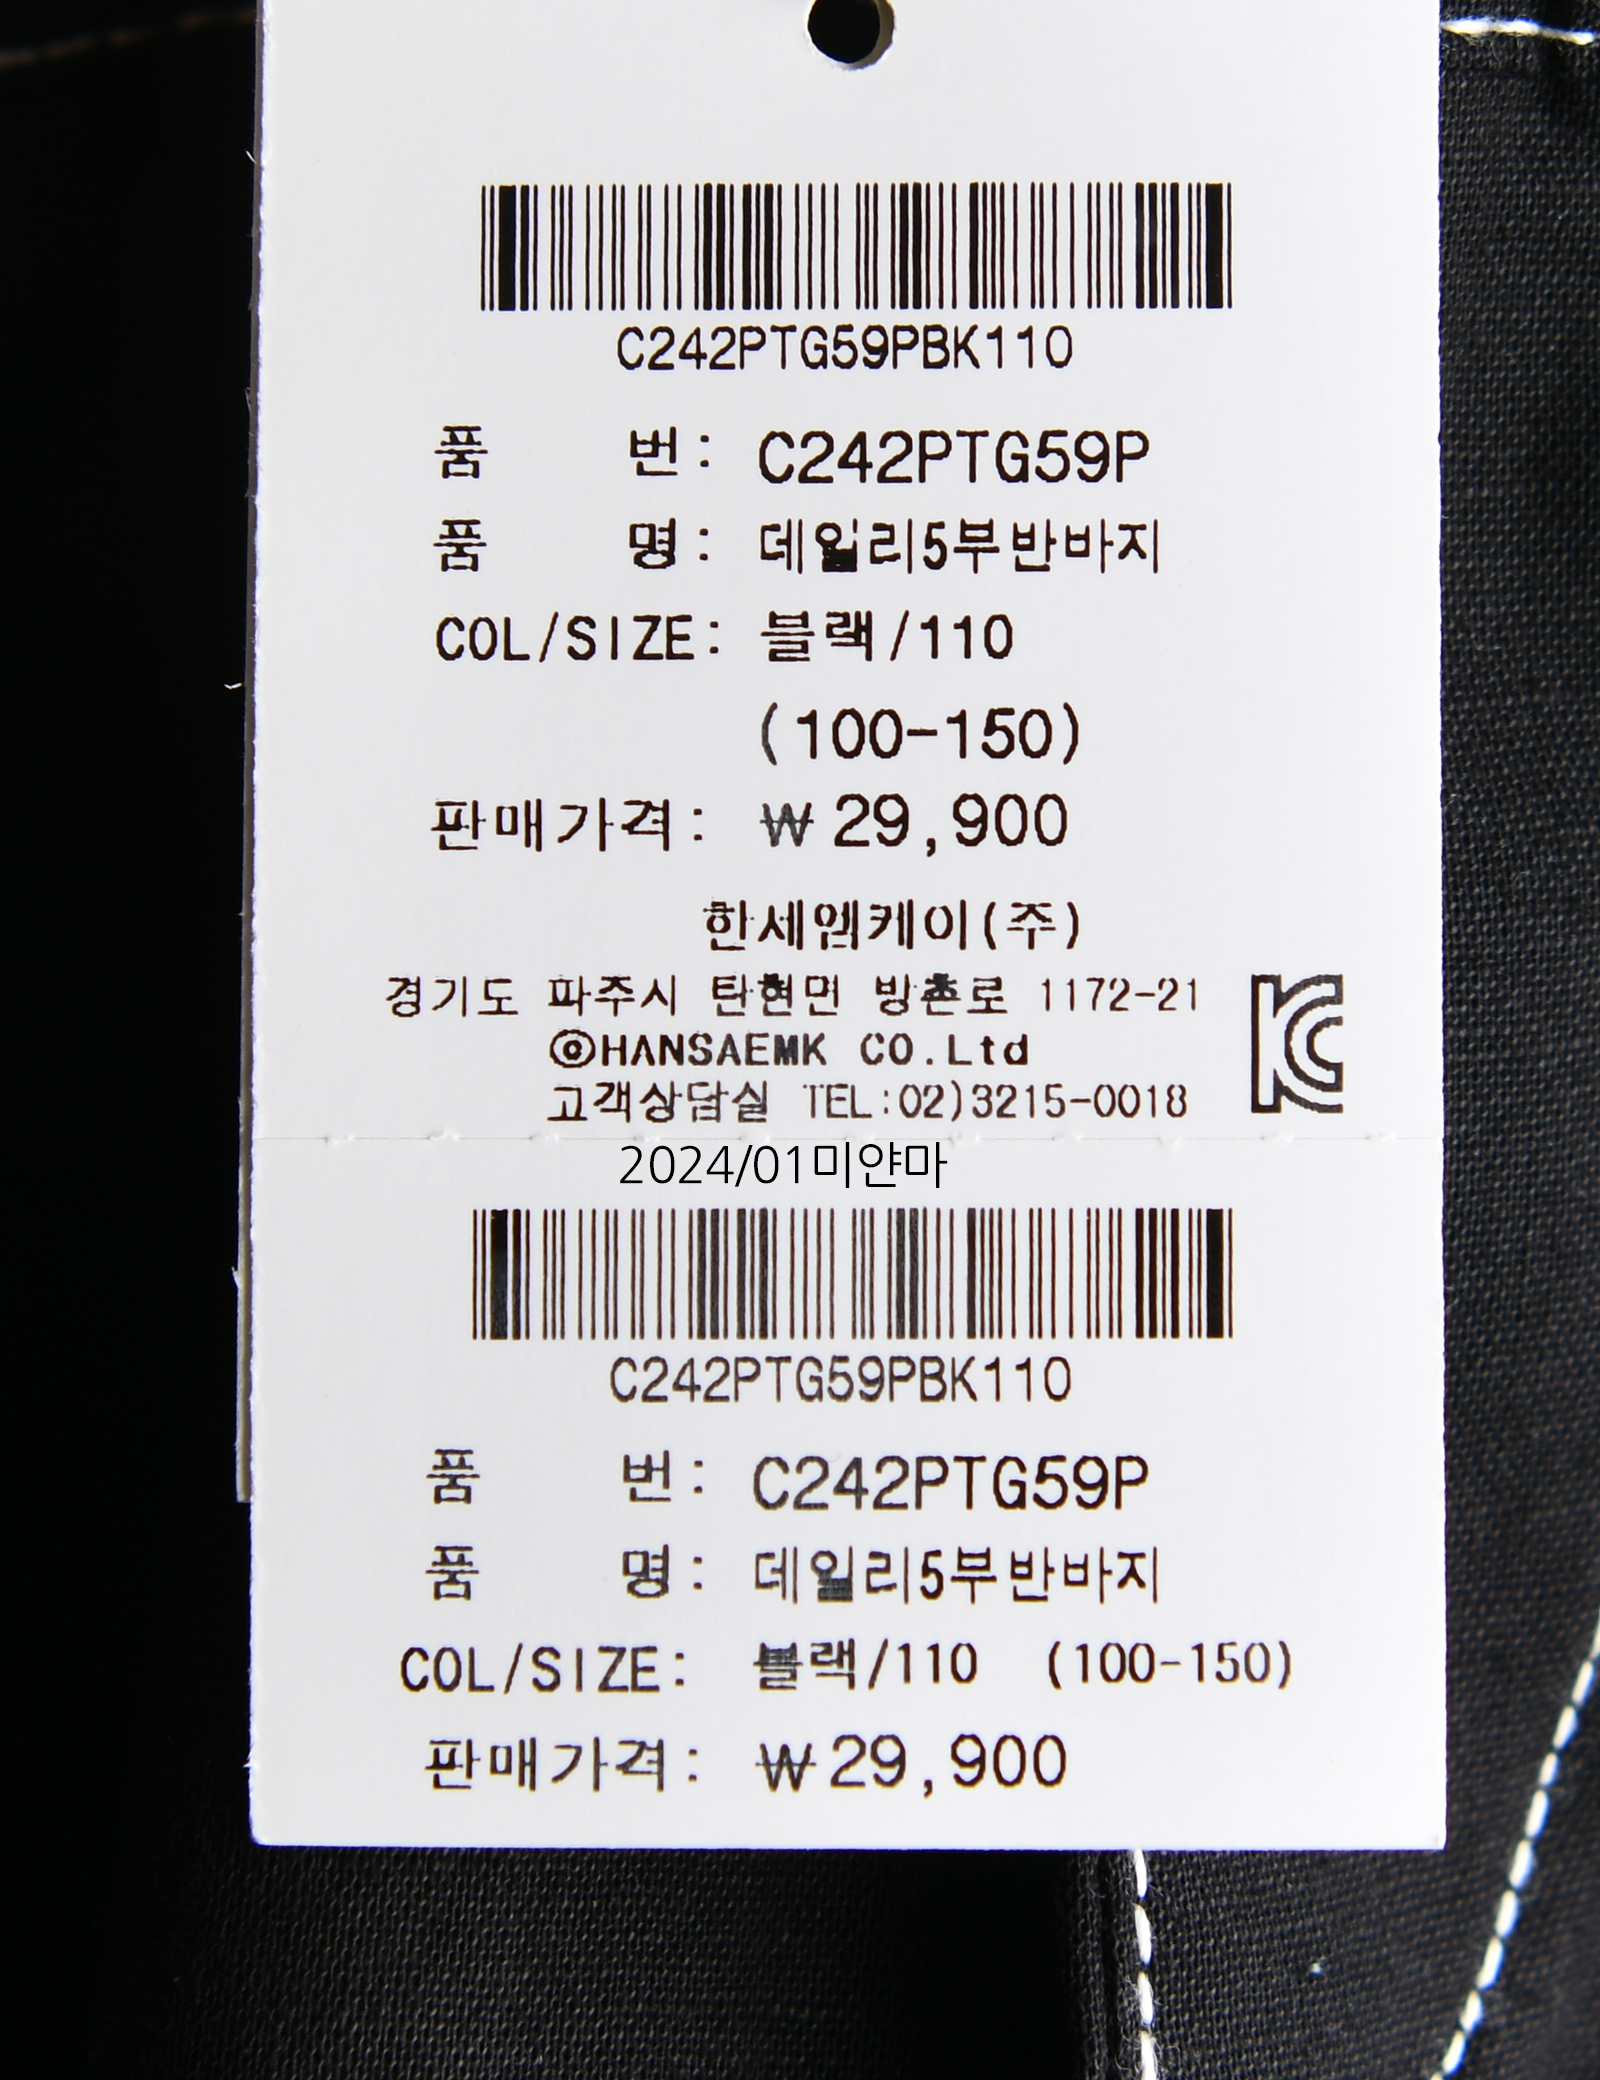 C242PTG59PBK110
품 번: C242PTG59P
품 명: 데일리5부반바지
COL/SIZE: 블랙/110
(100-150)
판매가격: ₩29,900
한세엠케이(주)
경기도 파주시 탄현면 방촌로 1172-21
ⓒHANSAEMK CO.Ltd
고객상담실 TEL:02)3215-0018
2024/01미얀마
C242PTG59PBK110
품 번: C242PTG59P
품 명: 데일리5부반바지
COL/SIZE: 블랙/110 (100-150)
판매가격: ₩29,900